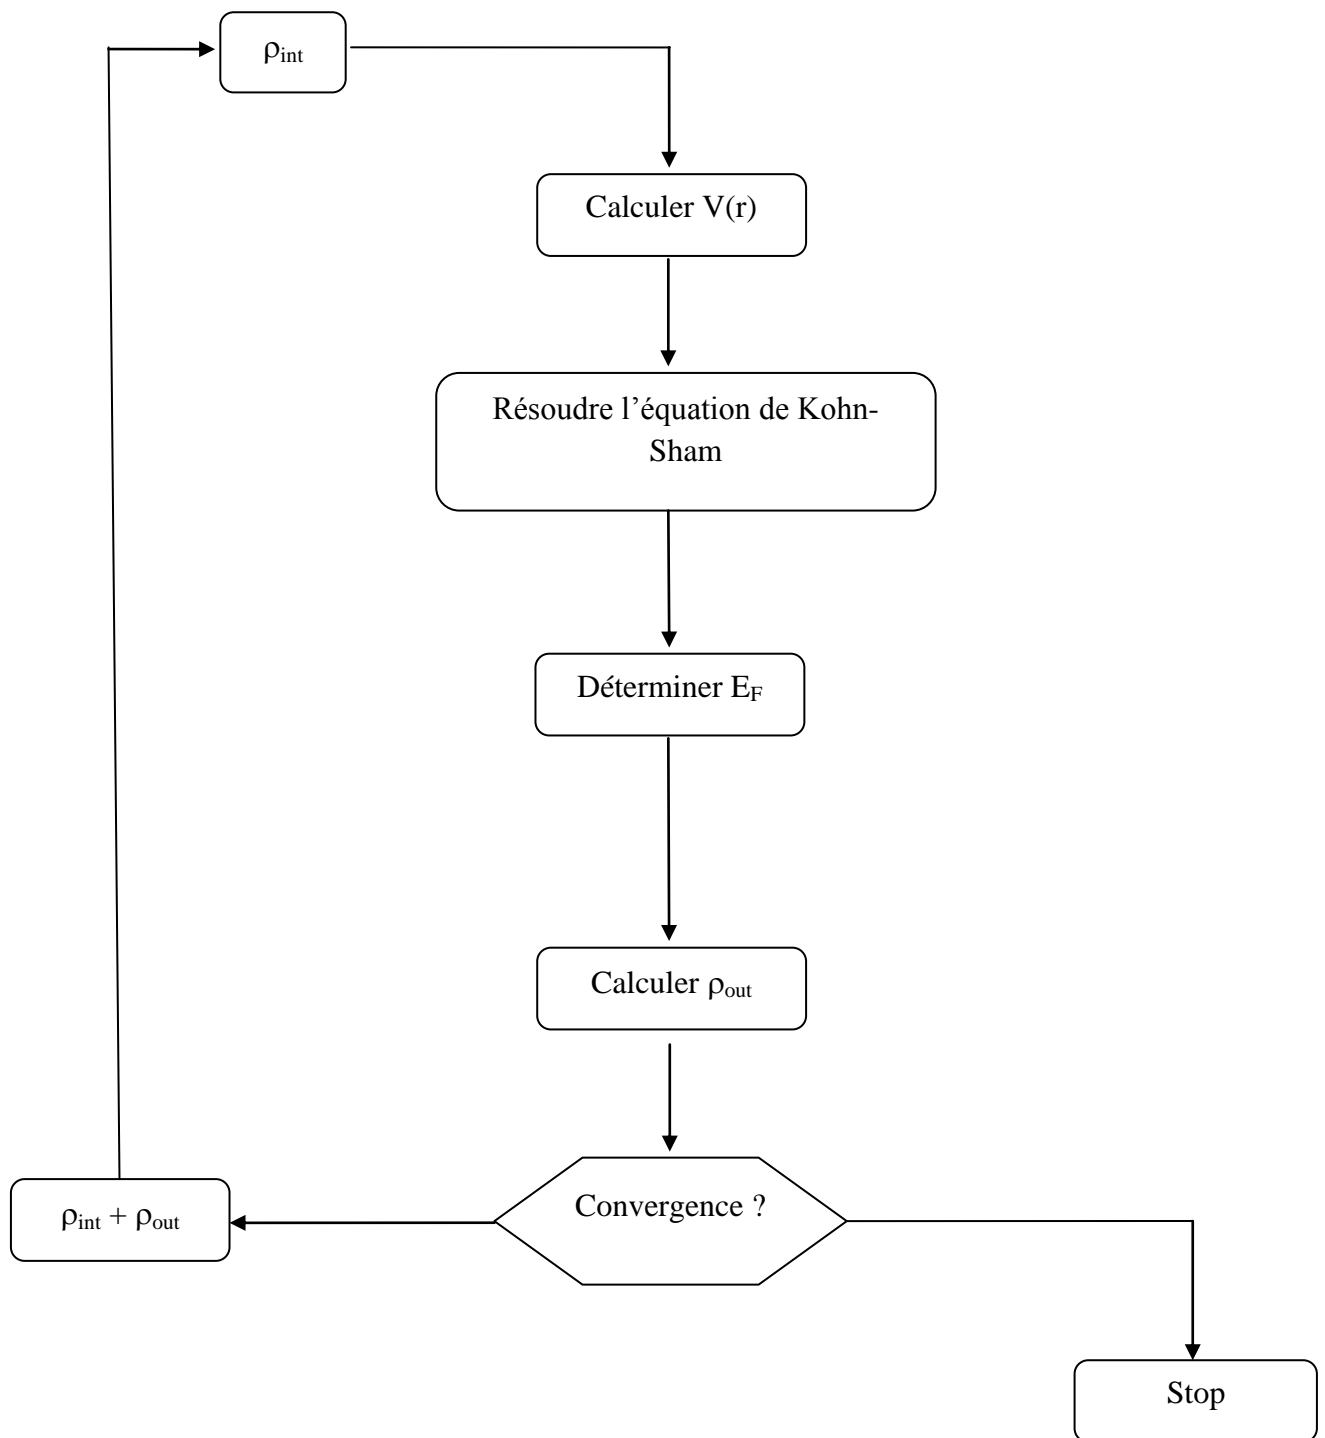 ρint
Calculer V(r)
Résoudre l’équation de Kohn-
Sham
Déterminer EF
Calculer ρout
Convergence ?
ρint + ρout
Stop